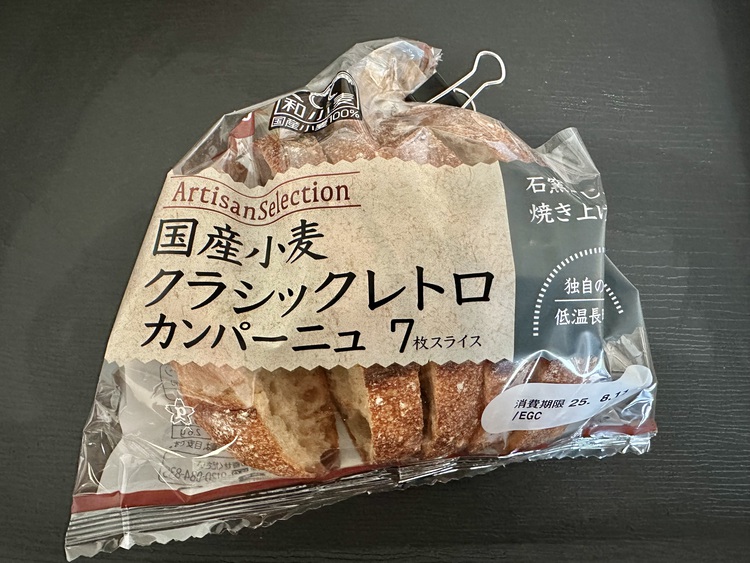 和小麦
国産小麦100%
ArtisanSelection
国産小麦
クラシックレトロ
カンパーニュ 7枚スライス
石窯
焼き上げ
独自の
低温長
消費期限 25. 8.11
/EGC